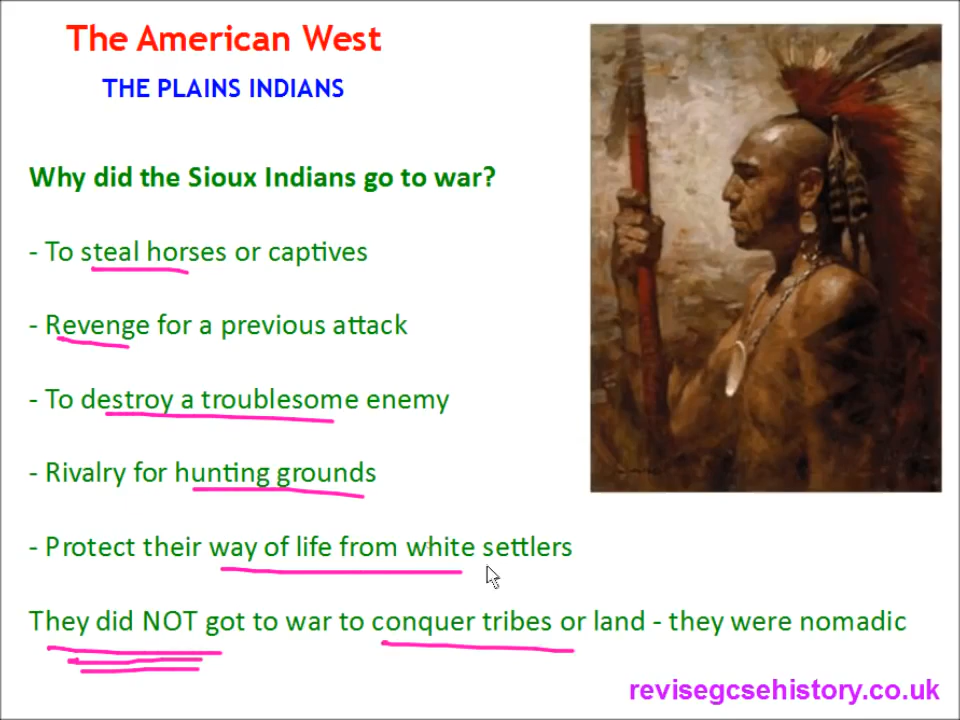 The American West
THE PLAINS INDIANS
Why did the Sioux Indians go to war?
- To steal horses or captives
- Revenge for a previous attack
- To destroy a troublesome enemy
- Rivalry for hunting grounds
- Protect their way of life from white settlers
They did NOT got to war to conquer tribes or land - they were nomadic
revisegcsehistory.co.uk